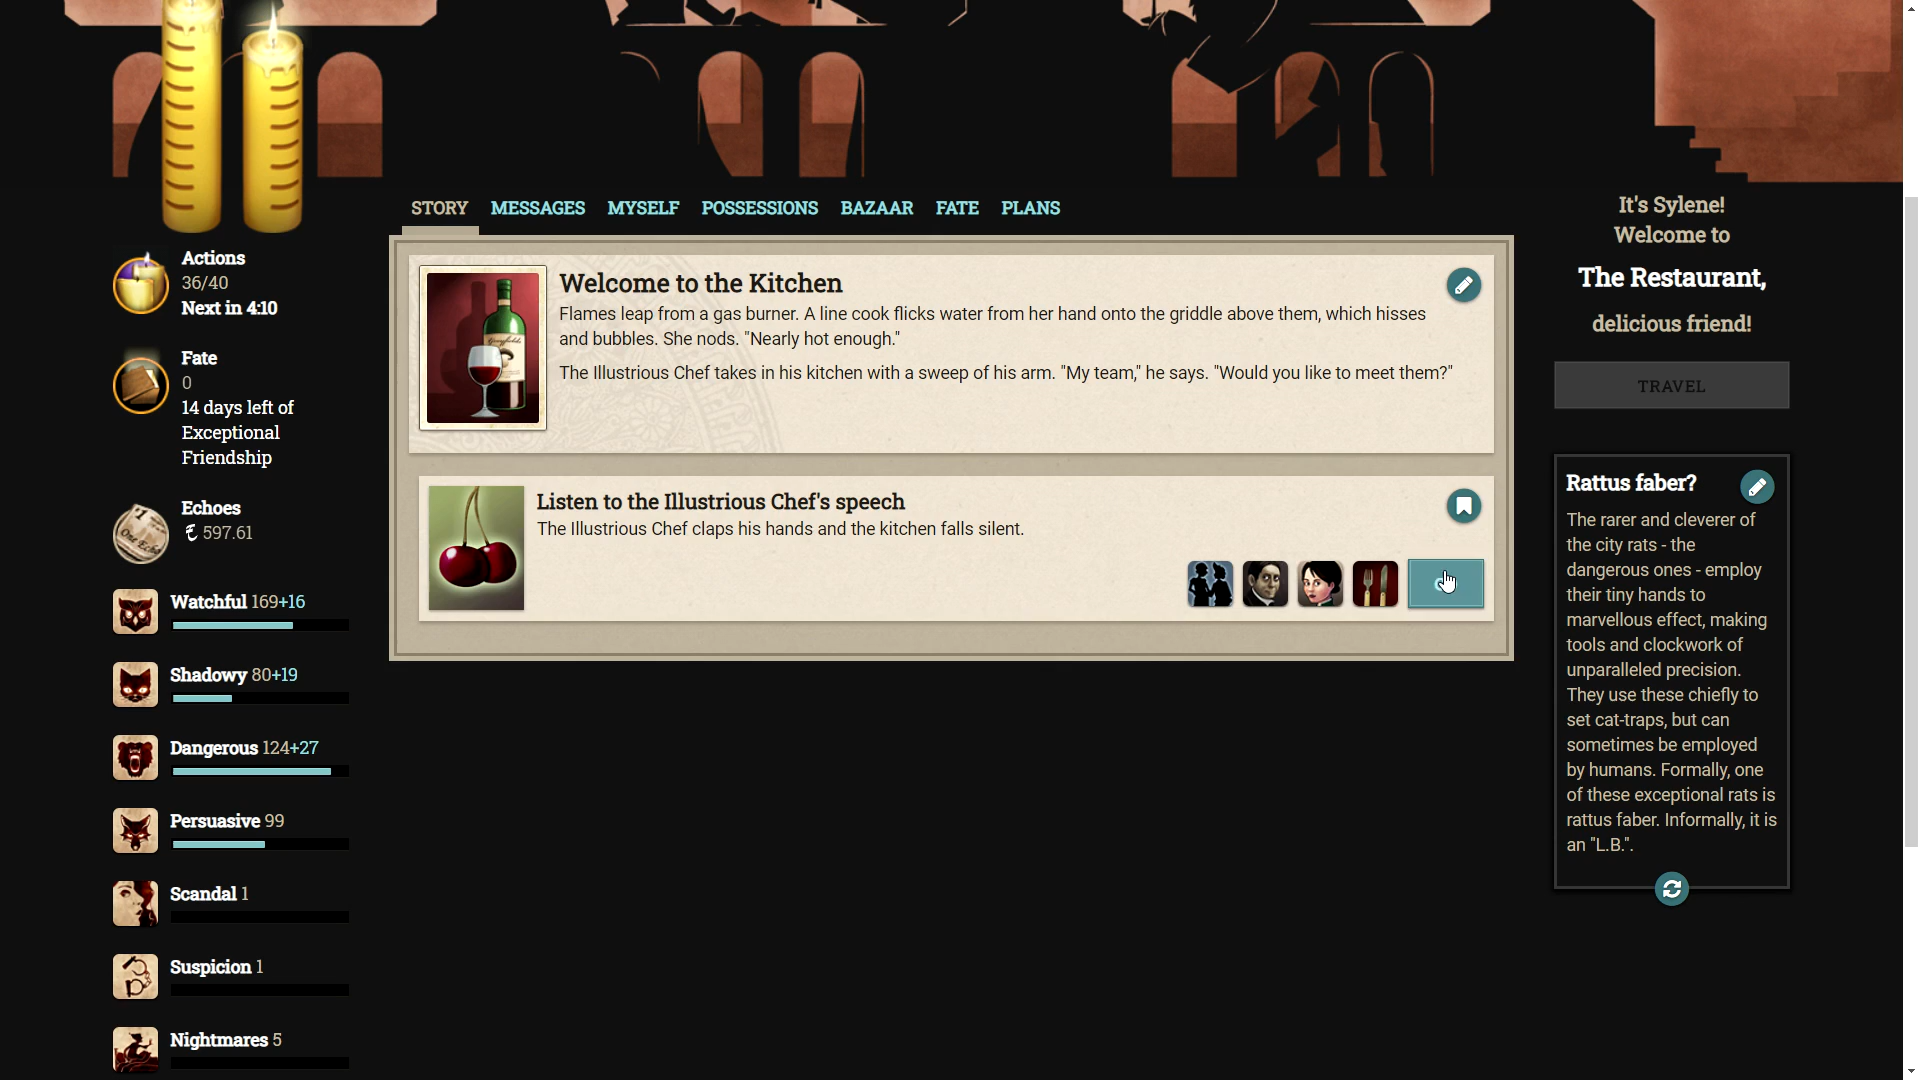 STORY MESSAGES MYSELF POSSESSIONS BAZAAR FATE PLANS
Actions
36/40
Next in 4:10
Fate
0
14 days left of
Exceptional
Friendship
Echoes
597.61
Watchful 169+16
Shadowy 80+19
Dangerous 124+27
Persuasive 99
Scandal 1
Suspicion 1
Nightmares 5
Welcome to the Kitchen
Flames leap from a gas burner. A line cook flicks water from her hand onto the griddle above them, which hisses
and bubbles. She nods. "Nearly hot enough."
The Illustrious Chef takes in his kitchen with a sweep of his arm. "My team," he says. "Would you like to meet them?"
Listen to the Illustrious Chef's speech
The Illustrious Chef claps his hands and the kitchen falls silent.
It's Sylene!
Welcome to
The Restaurant,
delicious friend!
TRAVEL
Rattus faber?
The rarer and cleverer of
the city rats - the
dangerous ones - employ
their tiny hands to
marvellous effect, making
tools and clockwork of
unparalleled precision.
They use these chiefly to
set cat-traps, but can
sometimes be employed
by humans. Formally, one
of these exceptional rats is
rattus faber. Informally, it is
an "L.B.".